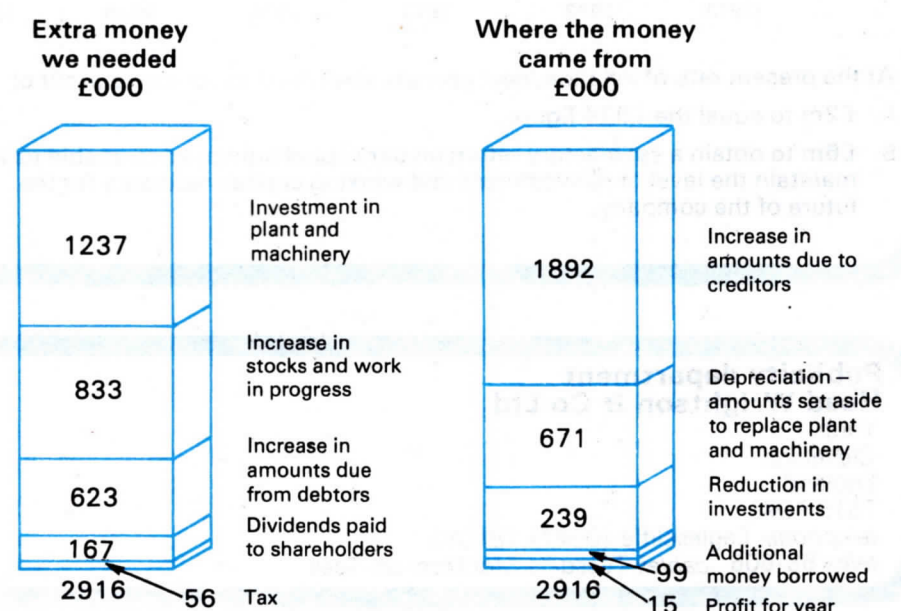 Extra money
we needed
£000
1237
Investment in
plant and
machinery
833
Increase in
stocks and work
in progress
623
Increase in
amounts due
from debtors
167
Dividends paid
to shareholders
2916
56 Tax
Where the money
came from
£000
1892
Increase in
amounts due to
creditors
671
Depreciation –
amounts set aside
to replace plant
and machinery
239
Reduction in
investments
99
Additional
money borrowed
2916
15 Profit for year